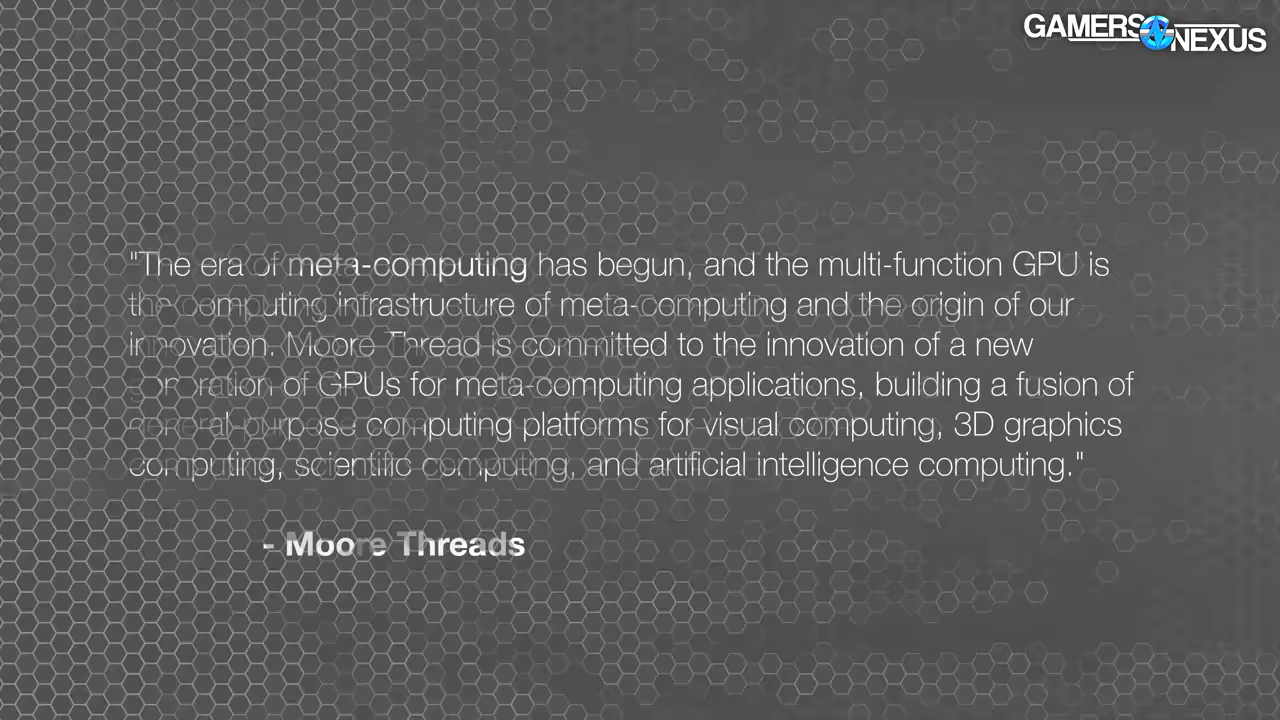 GAMERS NEXUS
"The era of meta-computing has begun, and the multi-function GPU is
the computing infrastructure of meta-computing and the origin of our
innovation. Moore Thread is committed to the innovation of a new
generation of GPUs for meta-computing applications, building a fusion of
general-purpose computing platforms for visual computing, 3D graphics
computing, scientific computing, and artificial intelligence computing."
- Moore Threads